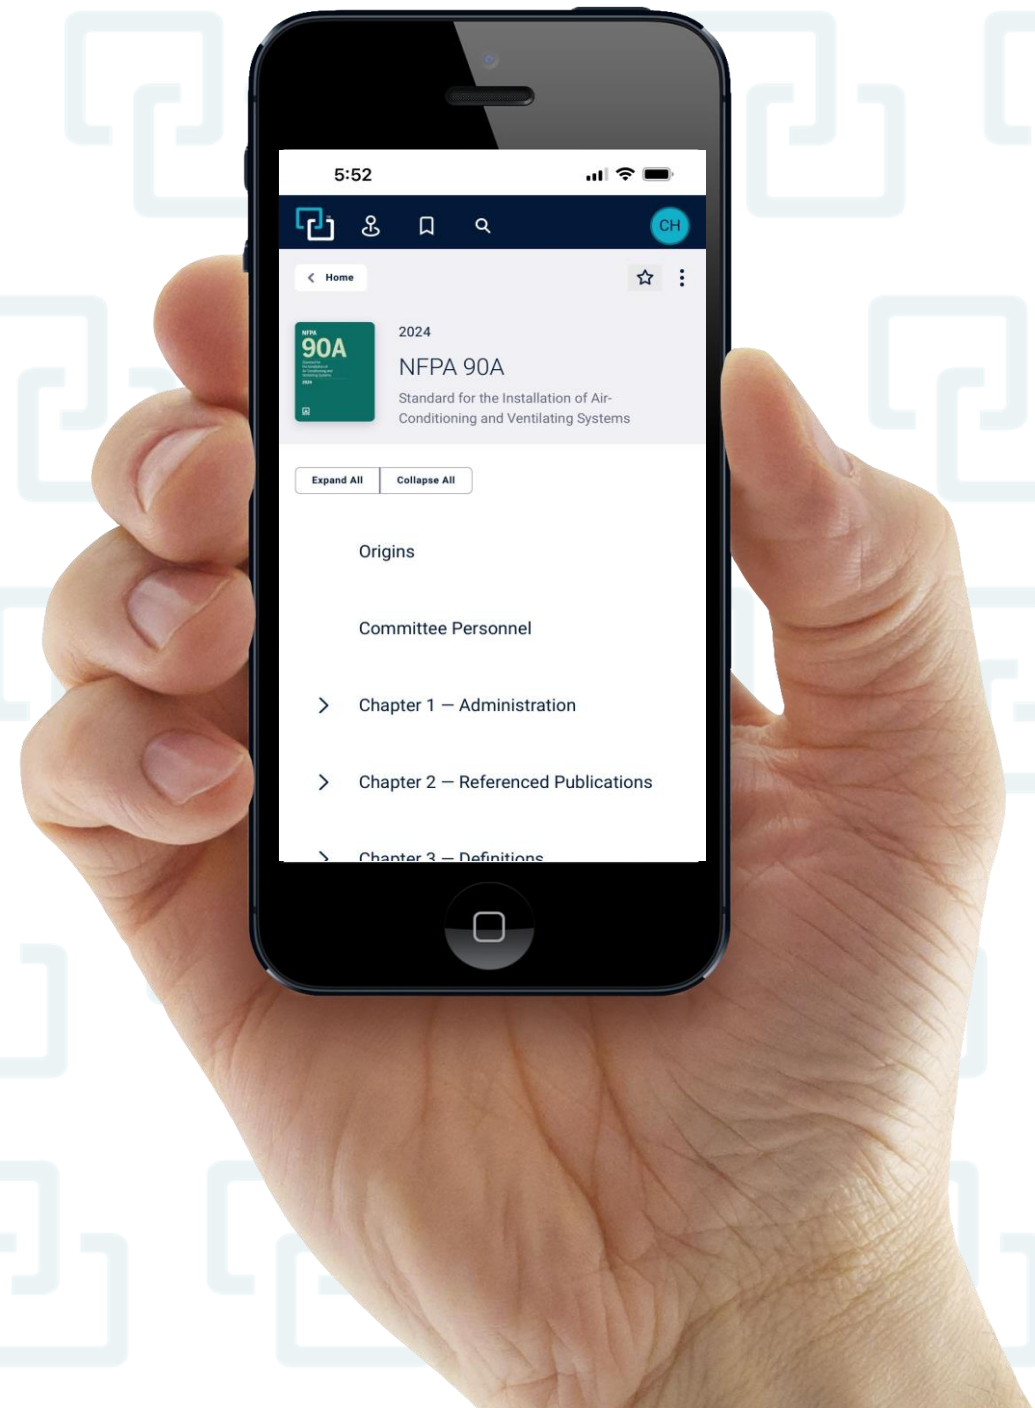 5:52
CH
Home
NFPA
90A
2024
2024
NFPA 90A
Standard for the Installation of Air-
Conditioning and Ventilating Systems
Expand All
Collapse All
Origins
Committee Personnel
Chapter 1 — Administration
Chapter 2 — Referenced Publications
Chapter 3 — Definitions